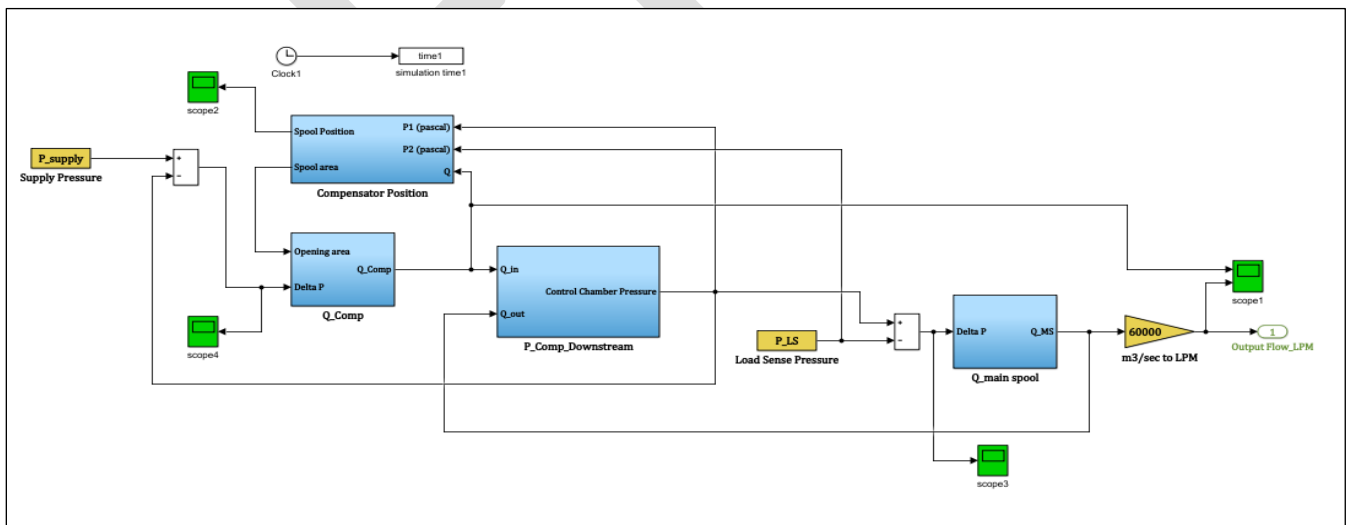 time1
Clock1
simulation time1
scope2
Spool Position
P1 (pascal)
P2 (pascal)
Spool area
Q
Compensator Position
P_supply
Supply Pressure
+
−
Opening area
Q_Comp
Delta P
Q_Comp
scope4
Q_in
Control Chamber Pressure
Q_out
P_Comp_Downstream
P_LS
Load Sense Pressure
+
−
Delta P
Q_MS
Q_main spool
60000
m3/sec to LPM
scope1
1
Output Flow_LPM
scope3